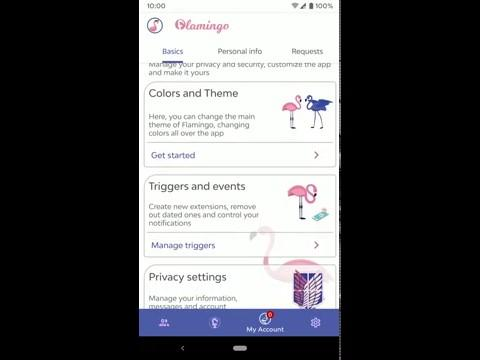 10:00
100%
Flamingo
Basics
Personal info
Requests
Manage your privacy and security, customize the app
and make it yours
Colors and Theme
Here, you can change the main
theme of Flamingo, changing
colors all over the app
Get started
Triggers and events
Create new extensions, remove
out dated ones and control your
notifications
Manage triggers
Privacy settings
Manage your information,
messages and account
0
My Account